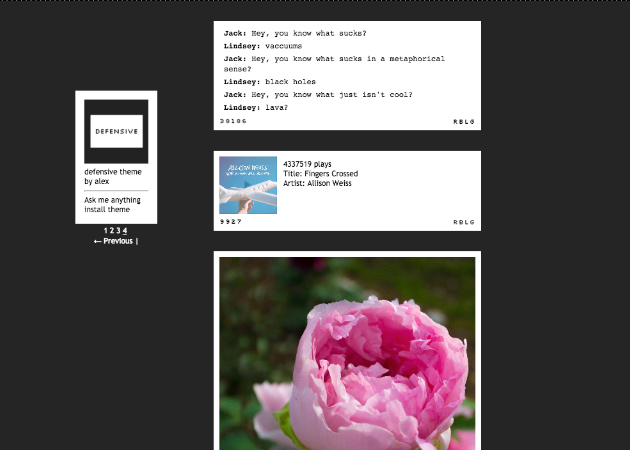 Jack: Hey, you know what sucks?
Lindsey: vaccuums
Jack: Hey, you know what sucks in a metaphorical
sense?
Lindsey: black holes
Jack: Hey, you know what just isn't cool?
Lindsey: lava?
38186 RBLG
DEFENSIVE
defensive theme
by alex
Ask me anything
install theme
1 2 3 4
← Previous |
ALLISON WEISS
4337519 plays
Title: Fingers Crossed
Artist: Allison Weiss
9927 RBLG